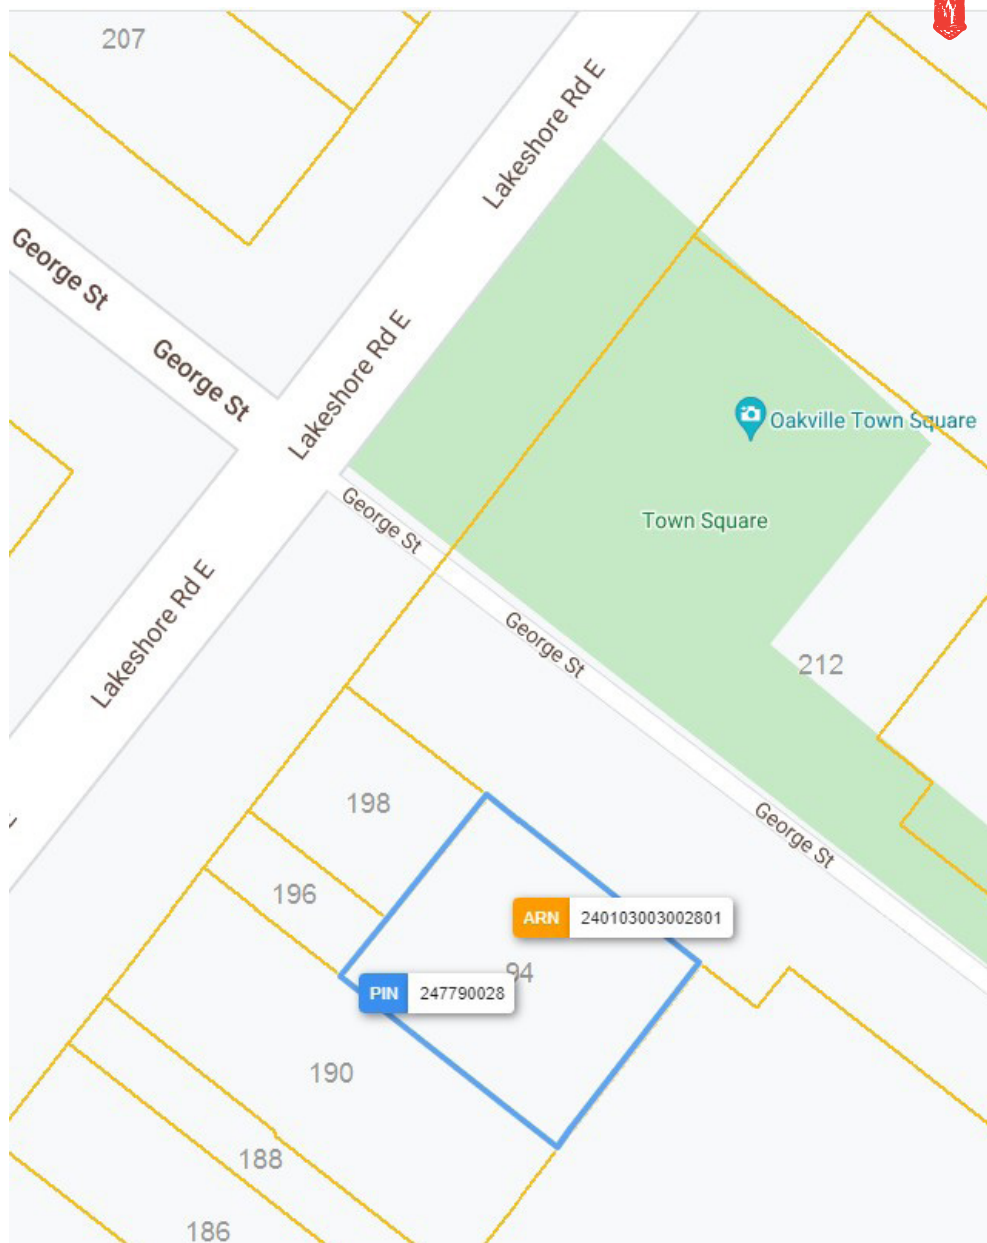 207
Lakeshore Rd E
George St
George St
Lakeshore Rd E
Oakville Town Square
George St
Town Square
Lakeshore Rd E
George St
212
198
George St
196
ARN 240103003002801
94
PIN 247790028
190
188
186